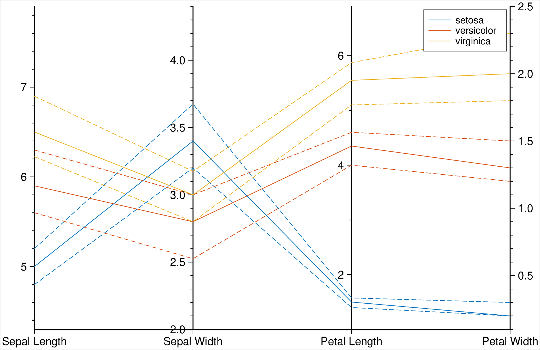 2.5
setosa
versicolor
virginica
7
6
5
4.0
3.5
3.0
2.5
2.0
6
4
2
2.0
1.5
1.0
0.5
Sepal Length
Sepal Width
Petal Length
Petal Width